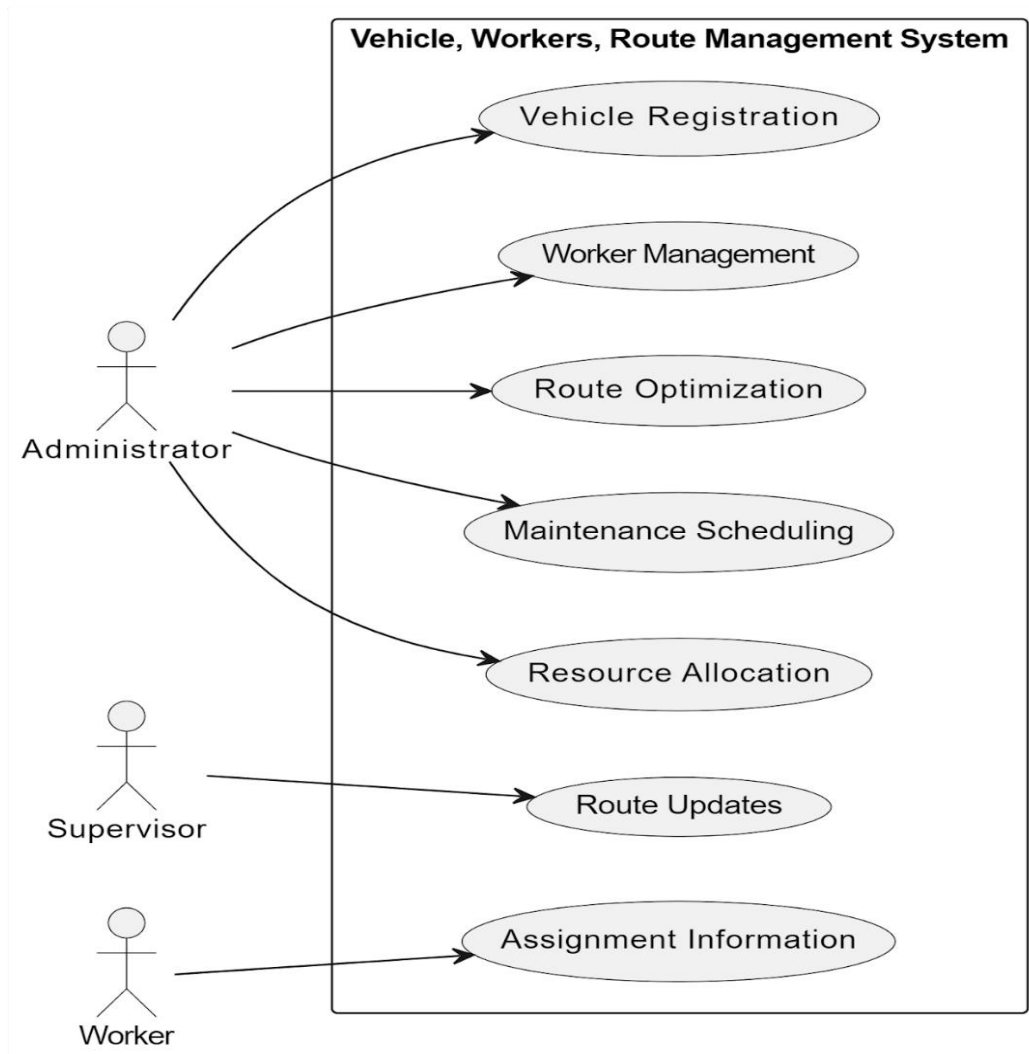 Vehicle, Workers, Route Management System
Vehicle Registration
Worker Management
Route Optimization
Administrator
Maintenance Scheduling
Resource Allocation
Route Updates
Supervisor
Assignment Information
Worker